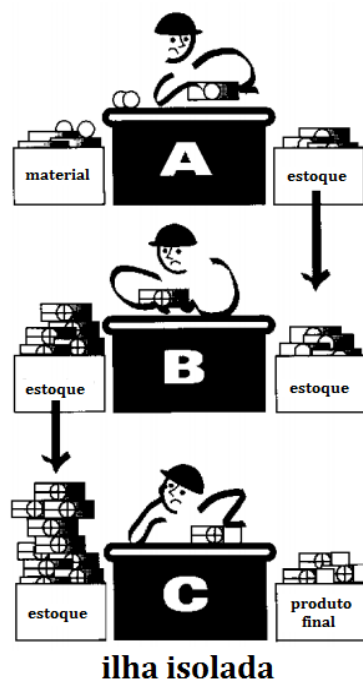 A
material
estoque
B
estoque
estoque
C
estoque
produto
final
ilha isolada